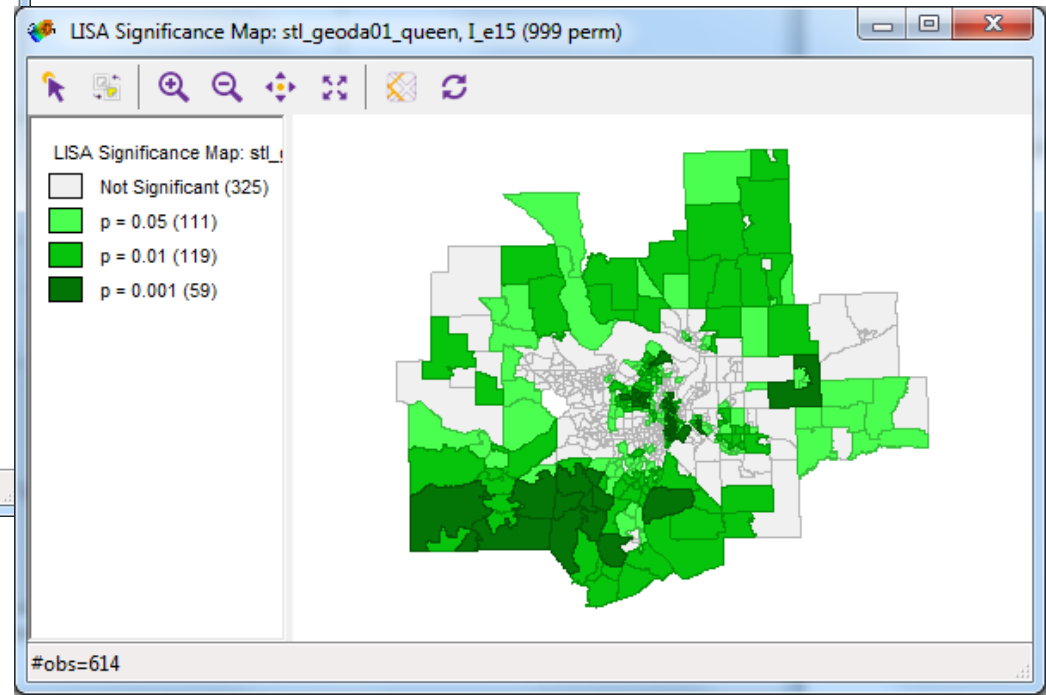 LISA Significance Map: stl_geoda01_queen, I_e15 (999 perm)
LISA Significance Map: stl_
Not Significant (325)
p = 0.05 (111)
p = 0.01 (119)
p = 0.001 (59)
#obs=614